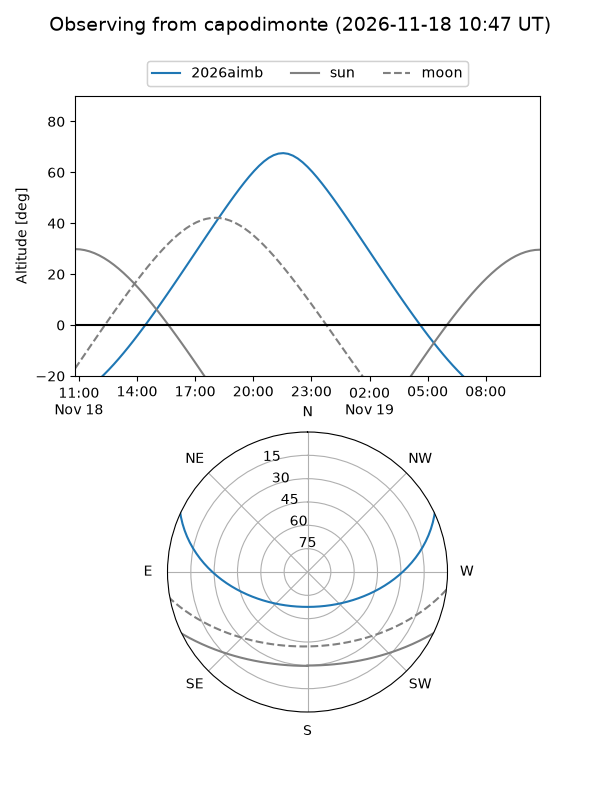 Observing from capodimonte (2026-11-18 10:47 UT)
2026aimb sun moon
Altitude [deg]
80
60
40
20
0
−20
11:00 14:00 17:00 20:00 23:00 02:00 05:00 08:00
Nov 18 Nov 19
N
NE NW
15
30
45
60
75
E W
SE SW
S